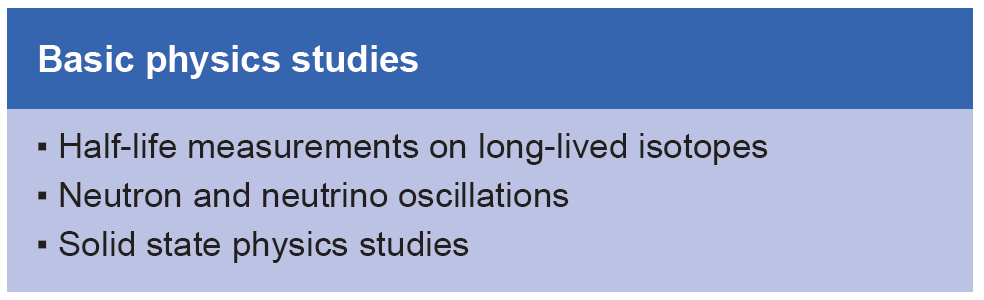 Basic physics studies
▪ Half-life measurements on long-lived isotopes
▪ Neutron and neutrino oscillations
▪ Solid state physics studies